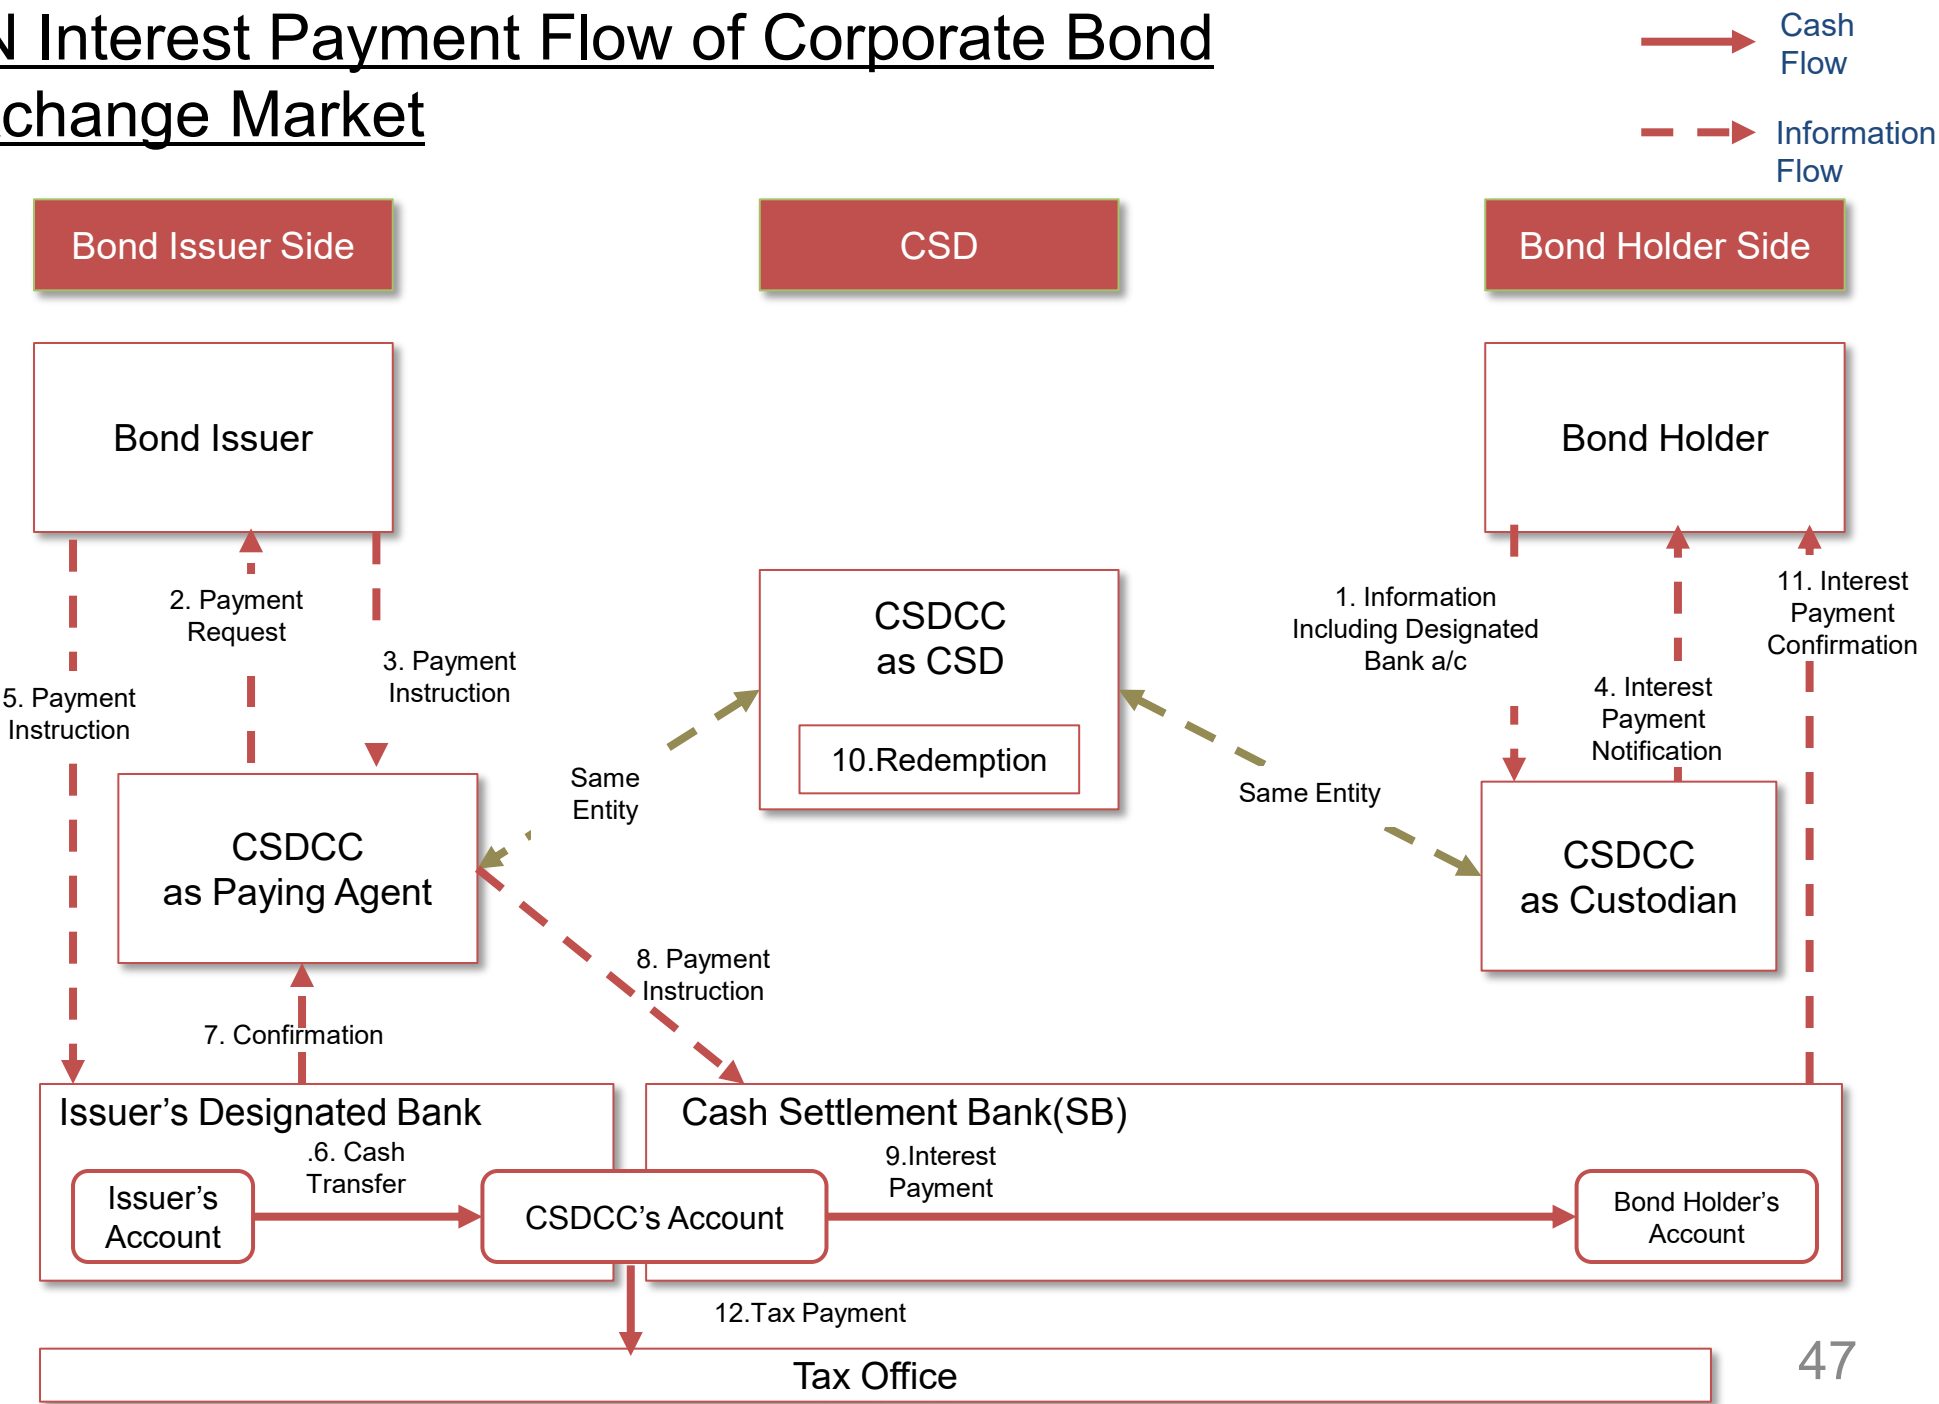 N Interest Payment Flow of Corporate Bond
change Market
Cash
Flow
Information
Flow
Bond Issuer Side
CSD
Bond Holder Side
Bond Issuer
Bond Holder
2. Payment
Request
3. Payment
Instruction
5. Payment
Instruction
CSDCC
as CSD
10.Redemption
1. Information
Including Designated
Bank a/c
4. Interest
Payment
Notification
11. Interest
Payment
Confirmation
Same
Entity
Same Entity
CSDCC
as Paying Agent
CSDCC
as Custodian
8. Payment
Instruction
7. Confirmation
Issuer’s Designated Bank
Cash Settlement Bank(SB)
.6. Cash
Transfer
9.Interest
Payment
Issuer’s
Account
CSDCC’s Account
Bond Holder’s
Account
12.Tax Payment
Tax Office
47